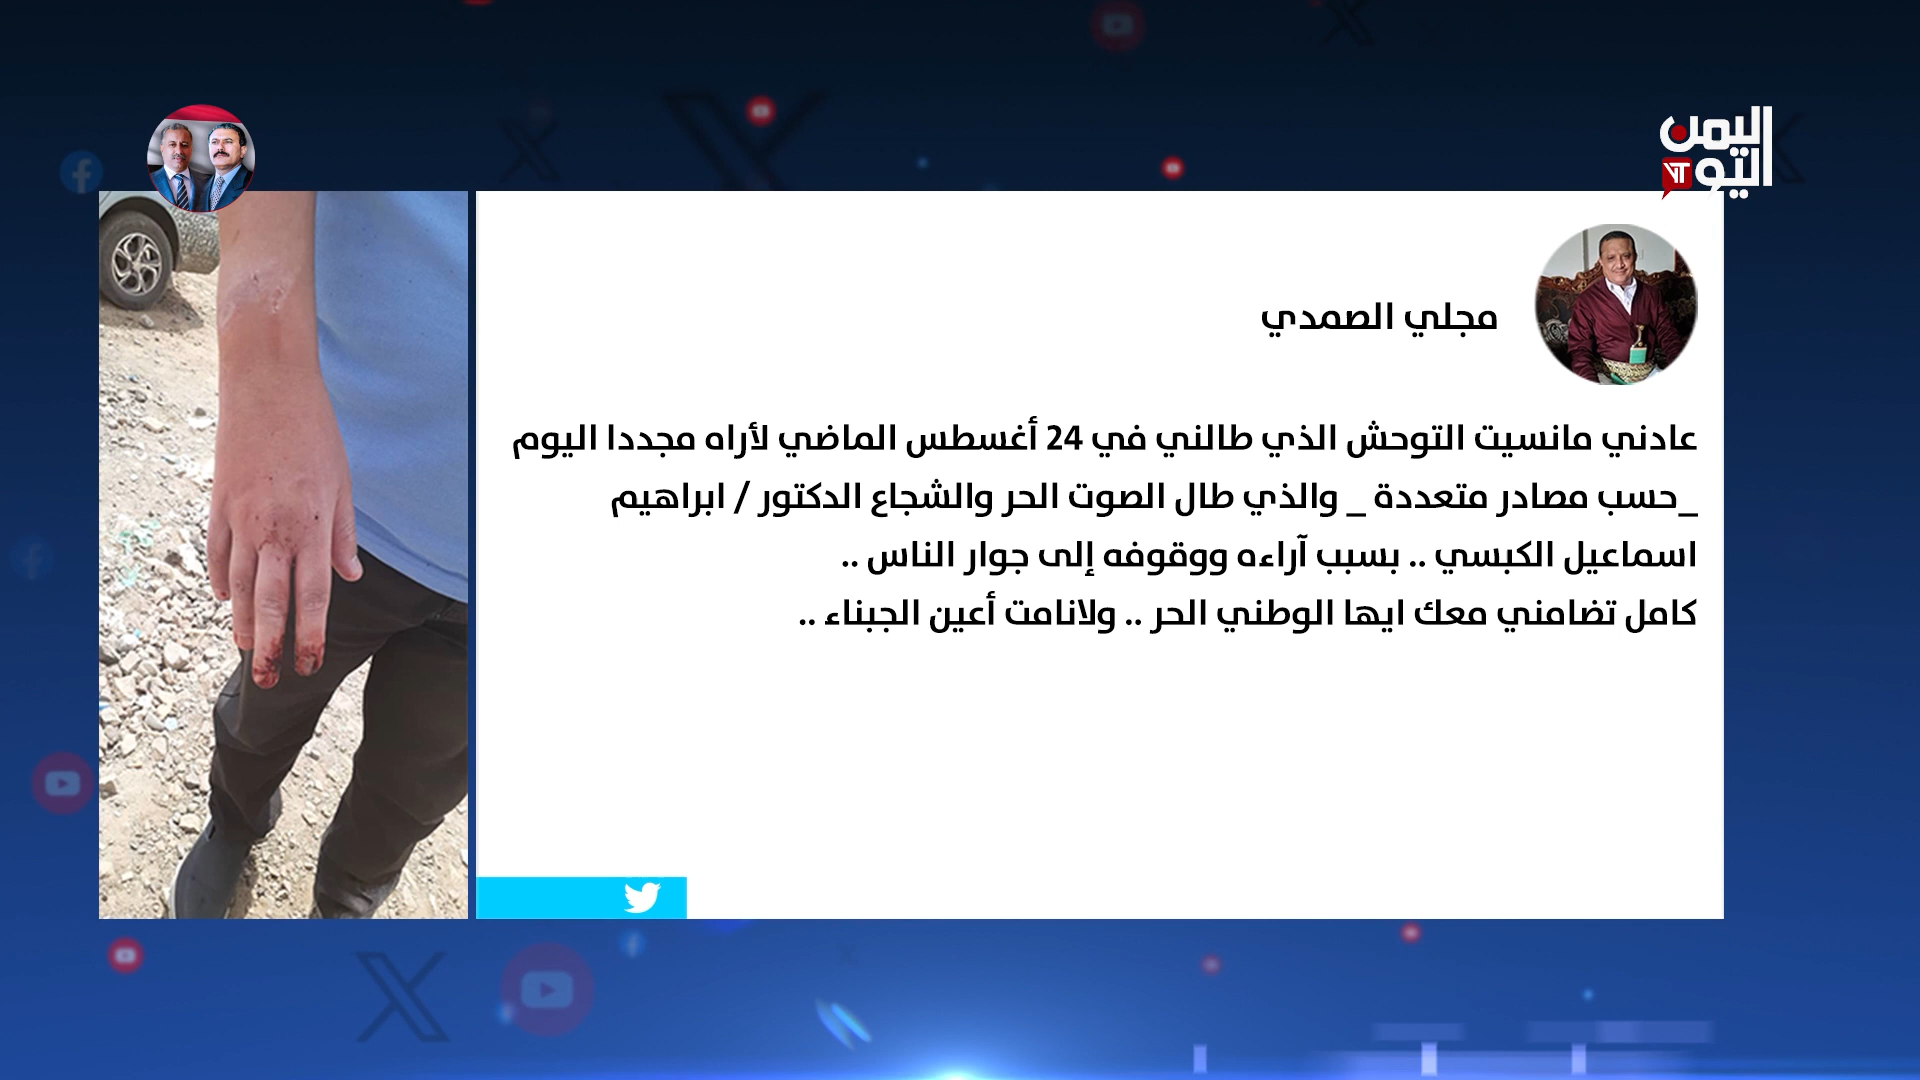 اليمن
اليوم
YT
مجلي الصمدي
عادني مانسيت التوحش الذي طالني في 24 أغسطس الماضي لأراه مجددا اليوم
_حسب مصادر متعددة _ والذي طال الصوت الحر والشجاع الدكتور / ابراهيم
اسماعيل الكبسي .. بسبب آراءه ووقوفه إلى جوار الناس ..
كامل تضامني معك ايها الوطني الحر .. ولانامت أعين الجبناء ..